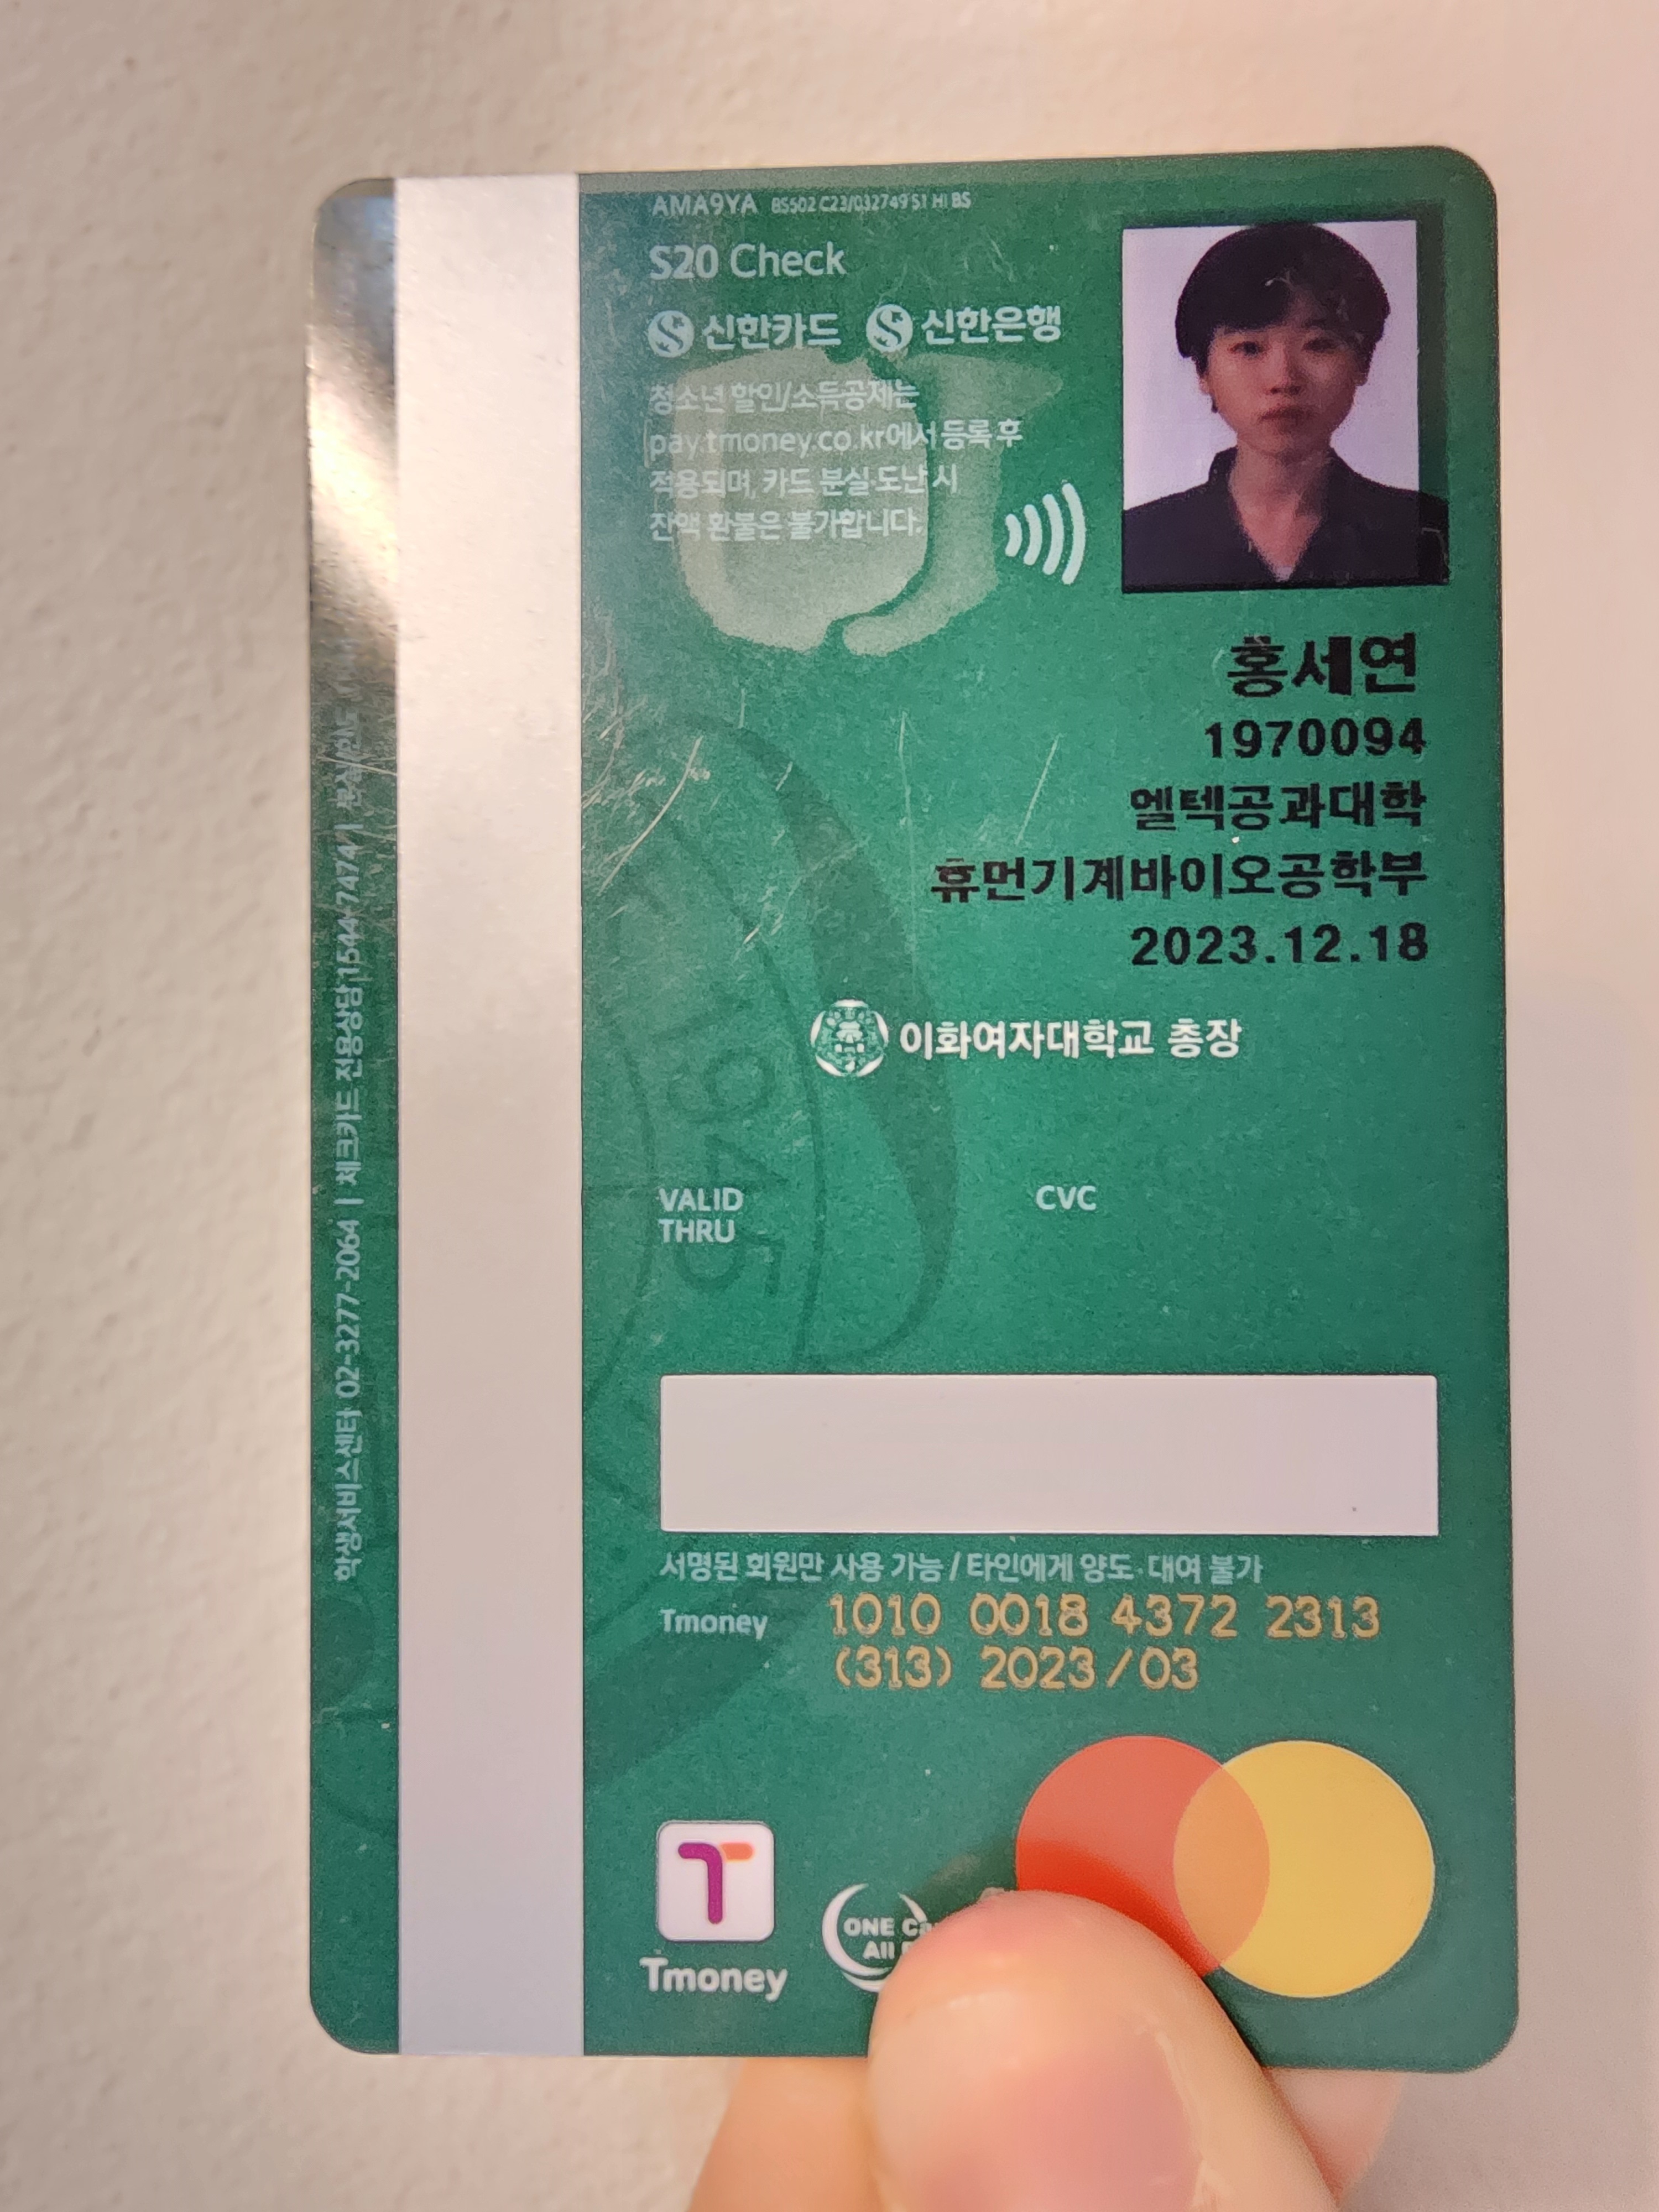 AMA9YA BS502 C23/032749 S1 HI BS
S20 Check
신한카드 신한은행
청소년 할인/소득공제는
pay.tmoney.co.kr에서 등록 후
적용되며, 카드 분실·도난 시
잔액 환불은 불가합니다.
홍세연
1970094
엘텍공과대학
휴먼기계바이오공학부
2023.12.18
이화여자대학교 총장
1945
VALID
THRU
CVC
서명된 회원만 사용 가능 / 타인에게 양도·대여 불가
Tmoney 1010 0018 4372 2313
(313) 2023/03
Tmoney
ONE
All
학생서비스센터 02-3277-2064 | 체크카드 전용상담 1544-7474 |